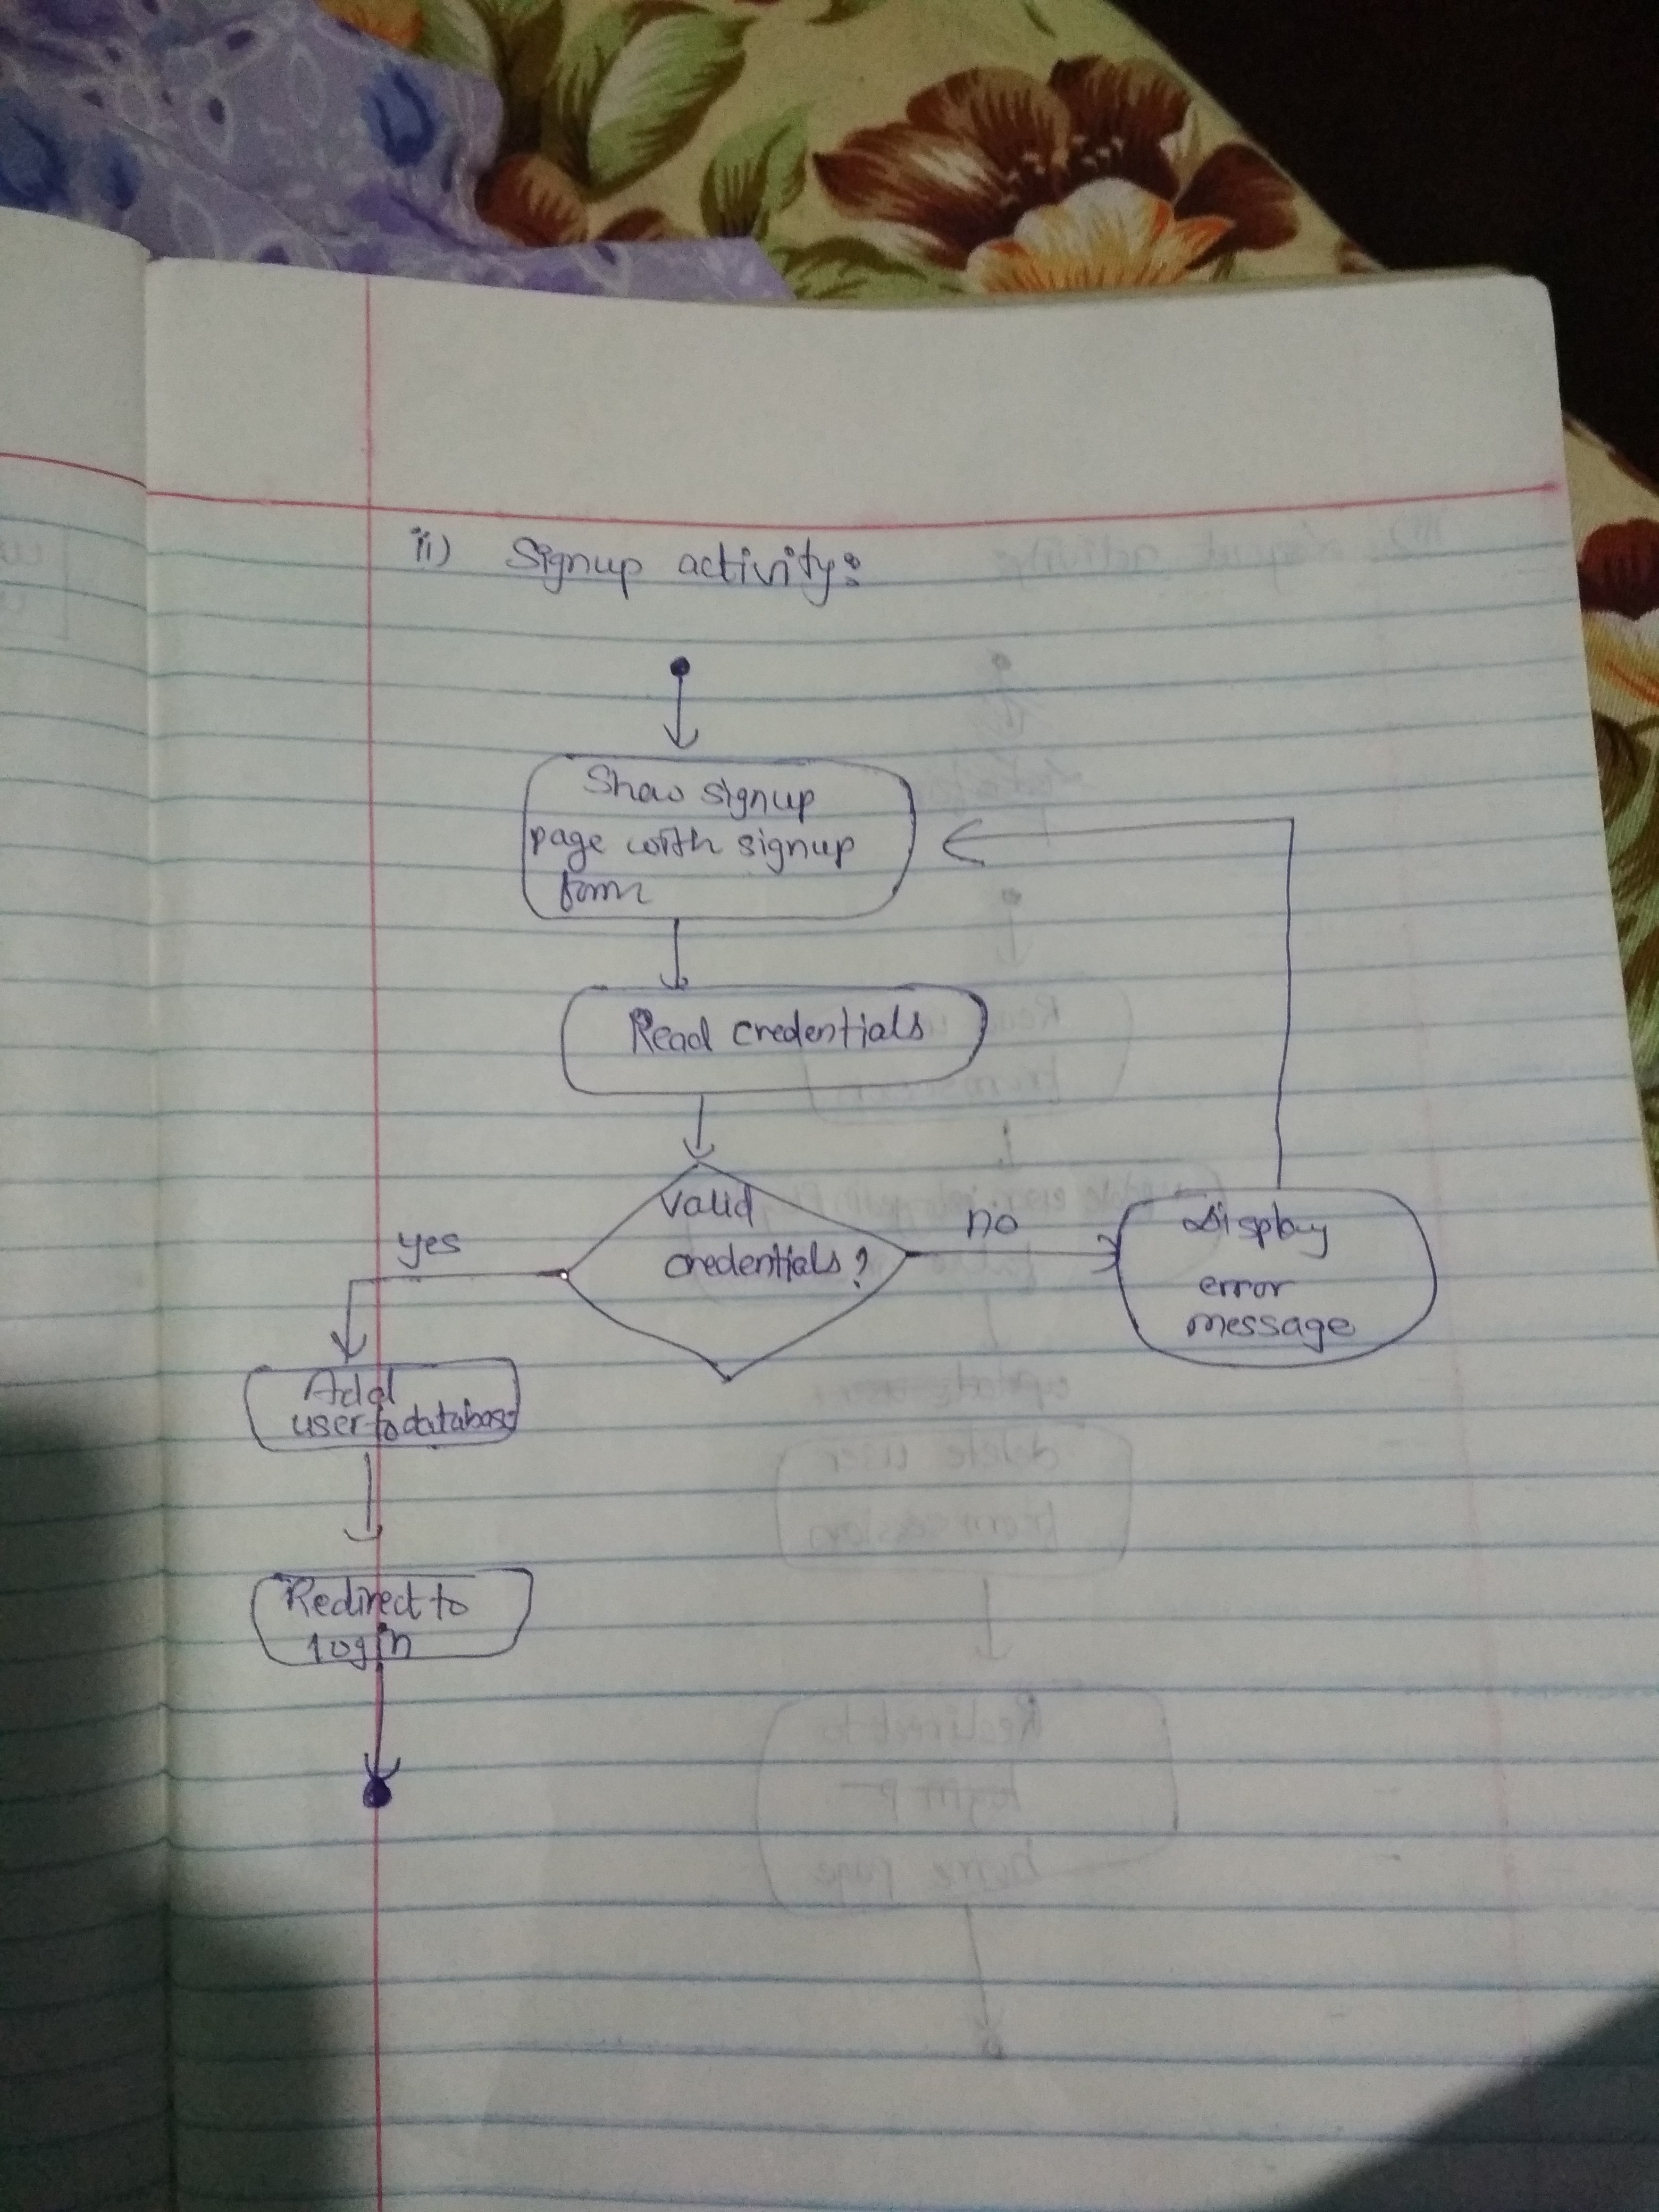 ii) Signup activity:
Show signup
page with signup
form
Read credentials
valid
credentials?
yes
no
Display
error
message
Add
user to database
Redirect to
login